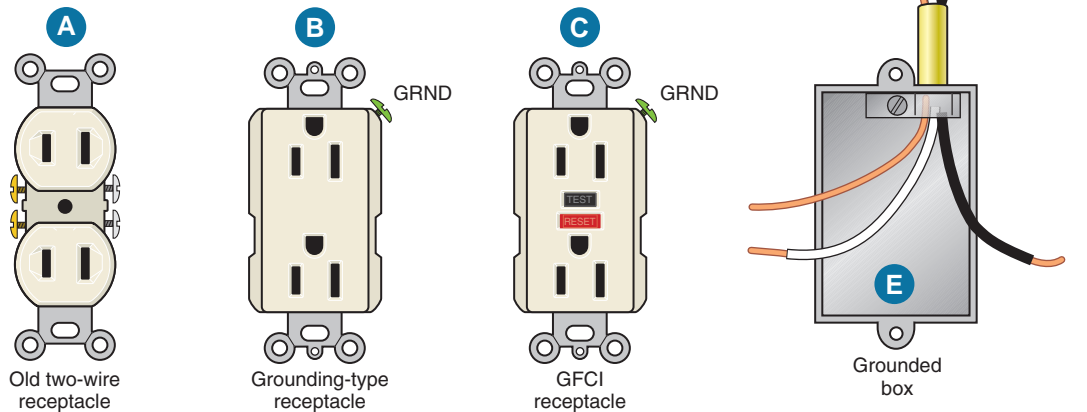 A
B
C
GRND
GRND
TEST
RESET
E
Old two-wire
receptacle
Grounding-type
receptacle
GFCI
receptacle
Grounded
box